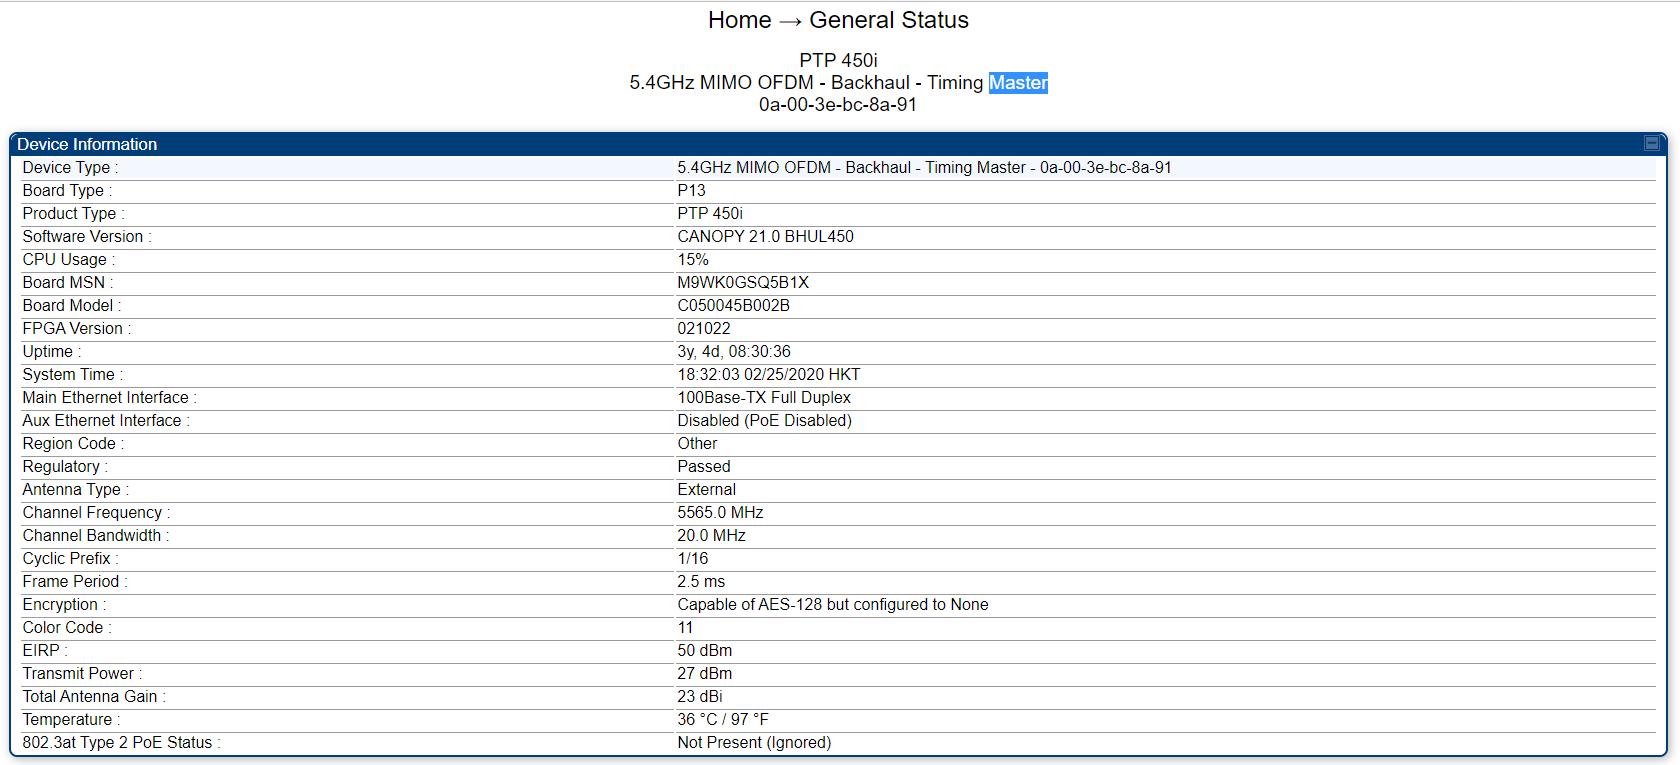 Home → General Status
PTP 450i
5.4GHz MIMO OFDM - Backhaul - Timing Master
0a-00-3e-bc-8a-91
Device Information
Device Type : 5.4GHz MIMO OFDM - Backhaul - Timing Master - 0a-00-3e-bc-8a-91
Board Type : P13
Product Type : PTP 450i
Software Version : CANOPY 21.0 BHUL450
CPU Usage : 15%
Board MSN : M9WK0GSQ5B1X
Board Model : C050045B002B
FPGA Version : 021022
Uptime : 3y, 4d, 08:30:36
System Time : 18:32:03 02/25/2020 HKT
Main Ethernet Interface : 100Base-TX Full Duplex
Aux Ethernet Interface : Disabled (PoE Disabled)
Region Code : Other
Regulatory : Passed
Antenna Type : External
Channel Frequency : 5565.0 MHz
Channel Bandwidth : 20.0 MHz
Cyclic Prefix : 1/16
Frame Period : 2.5 ms
Encryption : Capable of AES-128 but configured to None
Color Code : 11
EIRP : 50 dBm
Transmit Power : 27 dBm
Total Antenna Gain : 23 dBi
Temperature : 36 °C / 97 °F
802.3at Type 2 PoE Status : Not Present (Ignored)